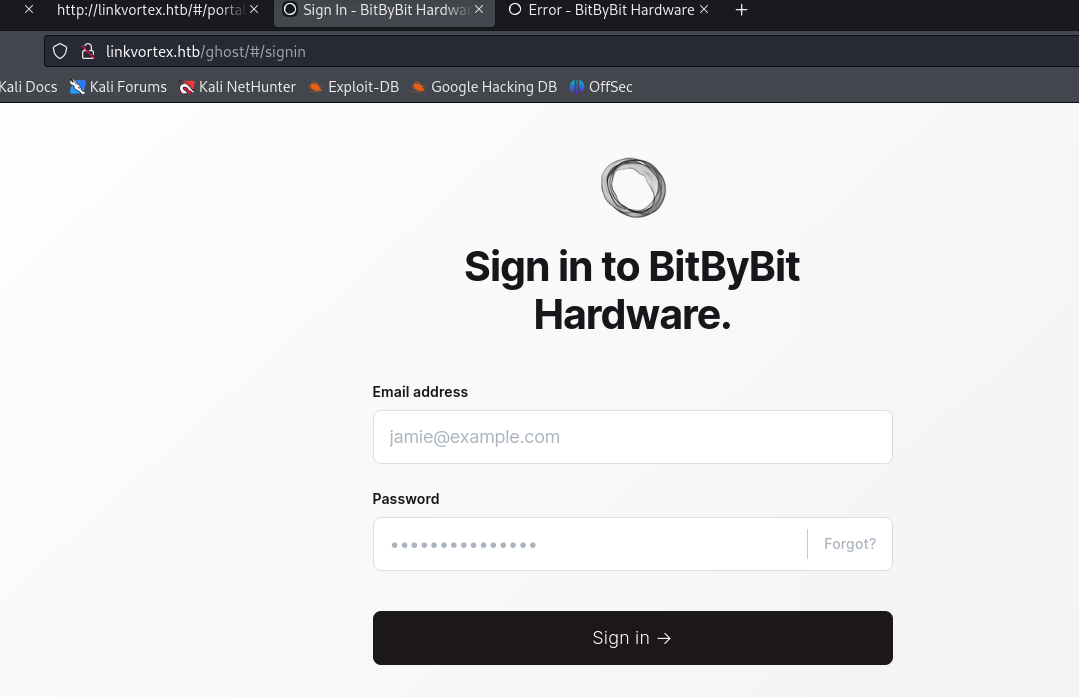 http://linkvortex.htb/#/porta
Sign In - BitByBit Hardwa
Error - BitByBit Hardware
linkvortex.htb/ghost/#/signin
Kali Docs
Kali Forums
Kali NetHunter
Exploit-DB
Google Hacking DB
OffSec
Sign in to BitByBit
Hardware.
Email address
jamie@example.com
Password
•••••••••••••••
Forgot?
Sign in →